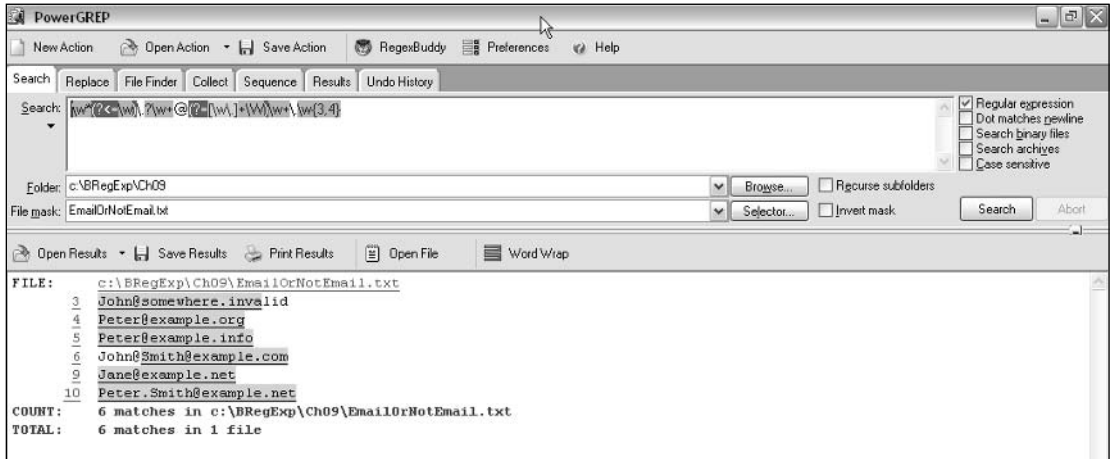 PowerGREP
New Action Open Action Save Action RegexBuddy Preferences Help
Search Replace File Finder Collect Sequence Results Undo History
Search: \w*(?<=\w)\.?\w+@(?=[\w\.]+\W)\w+\.\w{3,4}
Regular expression
Dot matches newline
Search binary files
Search archives
Case sensitive
Folder: c:\BRegExp\Ch09 Browse... Recurse subfolders
File mask: EmailOrNotEmail.txt Selector... Invert mask Search Abort
Open Results Save Results Print Results Open File Word Wrap
FILE: c:\BRegExp\Ch09\EmailOrNotEmail.txt
3 John@somewhere.invalid
4 Peter@example.org
5 Peter@example.info
6 John@Smith@example.com
9 Jane@example.net
10 Peter.Smith@example.net
COUNT: 6 matches in c:\BRegExp\Ch09\EmailOrNotEmail.txt
TOTAL: 6 matches in 1 file